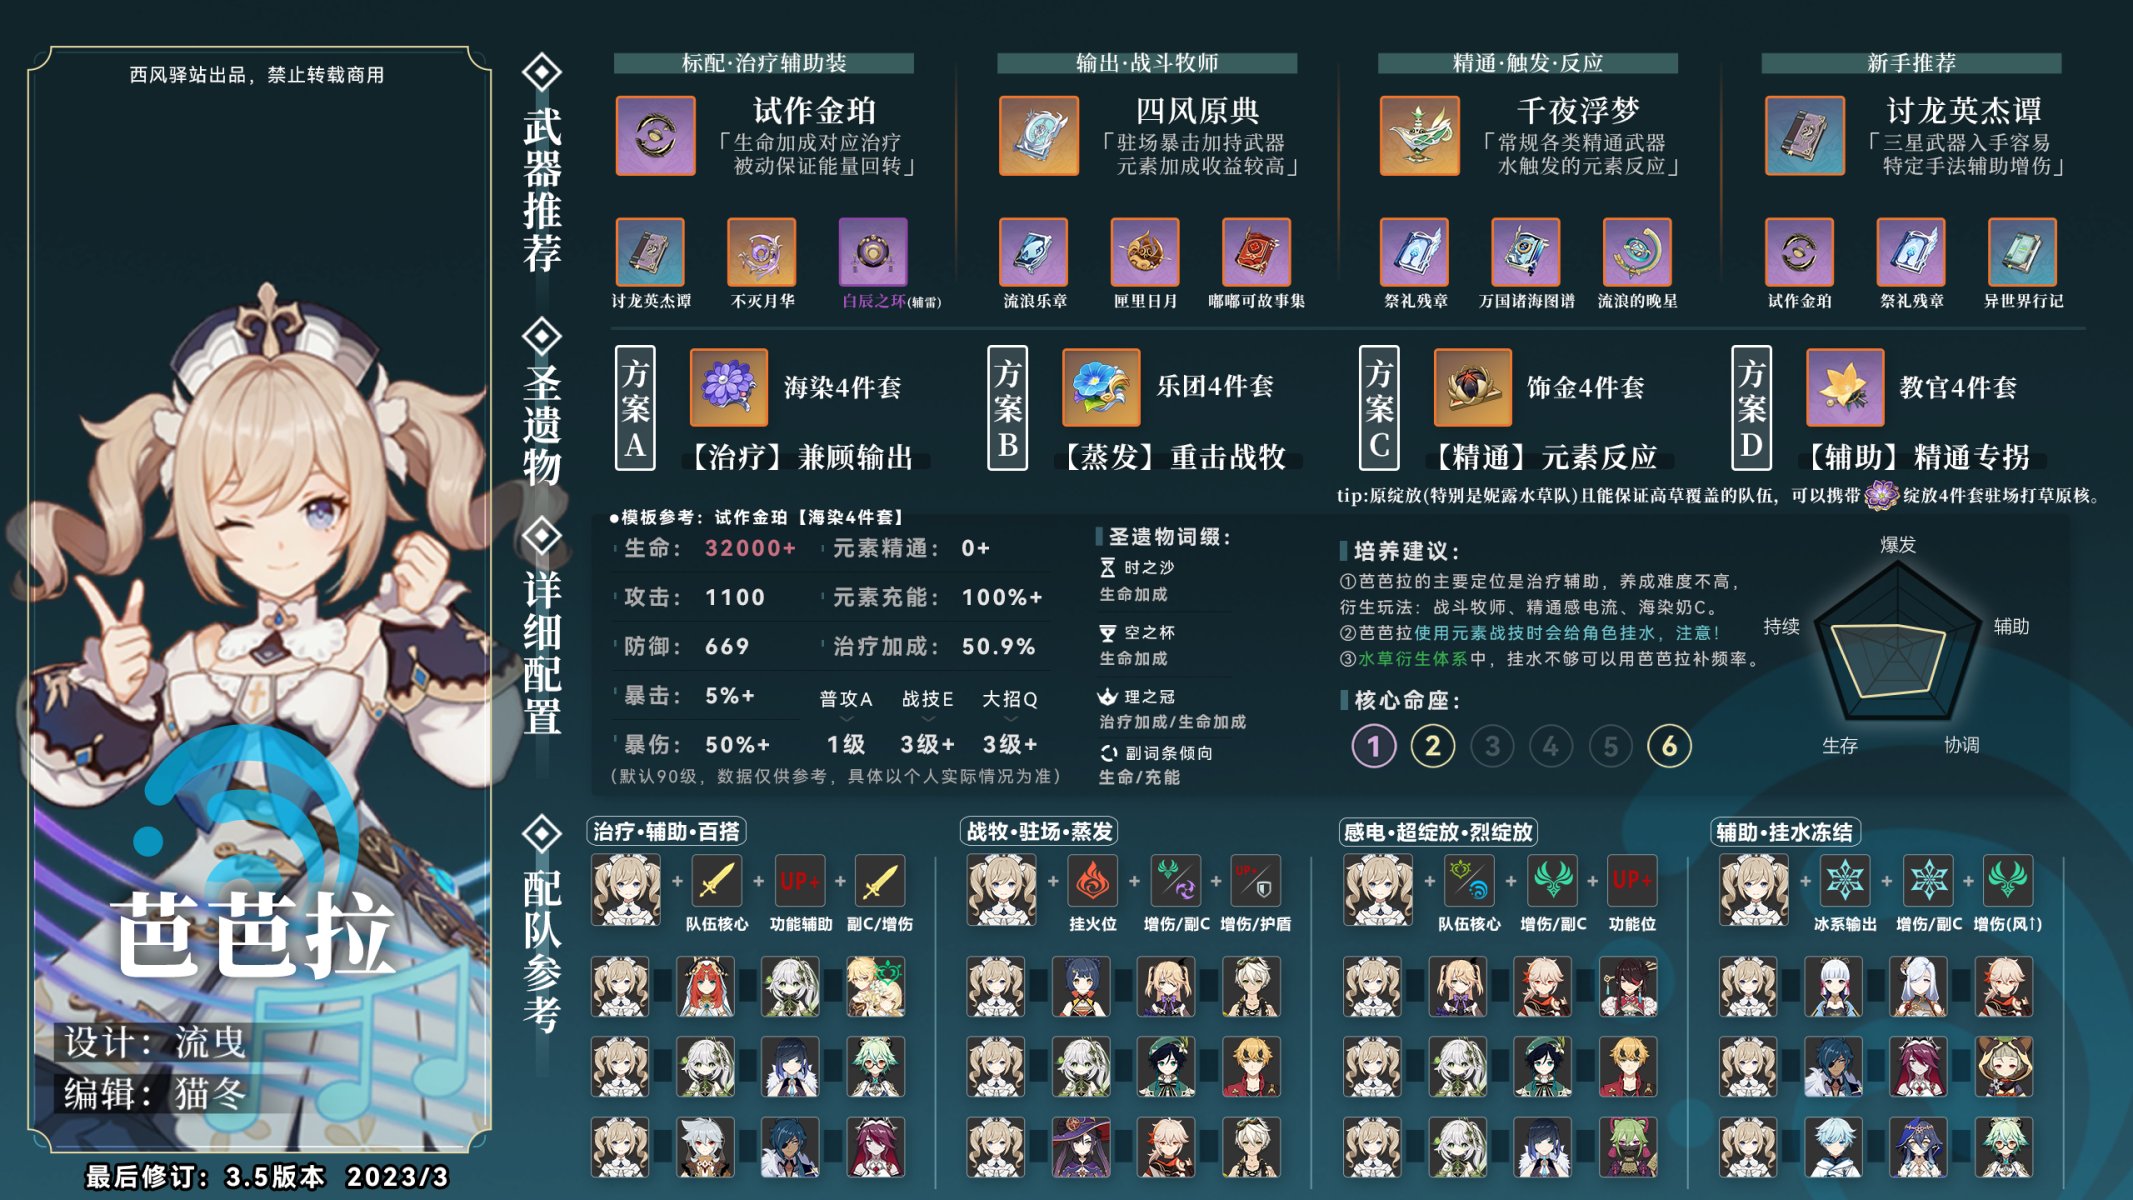 西风驿站出品，禁止转载商用
芭芭拉
设计：流曳
编辑：猫冬
最后修订：3.5版本 2023/3
武器推荐
标配·治疗辅助装
试作金珀
「生命加成对应治疗
被动保证能量回转」
讨龙英杰谭
不灭月华
白辰之环(辅雷)
输出·战斗牧师
四风原典
「驻场暴击加持武器
元素加成收益较高」
流浪乐章
匣里日月
嘟嘟可故事集
精通·触发·反应
千夜浮梦
「常规各类精通武器
水触发的元素反应」
祭礼残章
万国诸海图谱
流浪的晚星
新手推荐
讨龙英杰谭
「三星武器入手容易
特定手法辅助增伤」
试作金珀
祭礼残章
异世界行记
圣遗物
方案A
海染4件套
【治疗】兼顾输出
方案B
乐团4件套
【蒸发】重击战牧
方案C
饰金4件套
【精通】元素反应
方案D
教官4件套
【辅助】精通专拐
tip:原绽放(特别是妮露水草队)且能保证高草覆盖的队伍，可以携带绽放4件套驻场打草原核。
详细配置
●模板参考：试作金珀【海染4件套】
生命：32000+ 元素精通：0+
攻击：1100 元素充能：100%+
防御：669 治疗加成：50.9%
暴击：5%+ 普攻A 战技E 大招Q
暴伤：50%+ 1级 3级+ 3级+
(默认90级，数据仅供参考，具体以个人实际情况为准)
圣遗物词缀：
时之沙
生命加成
空之杯
生命加成
理之冠
治疗加成/生命加成
副词条倾向
生命/充能
培养建议：
①芭芭拉的主要定位是治疗辅助，养成难度不高，
衍生玩法：战斗牧师、精通感电流、海染奶C。
②芭芭拉使用元素战技时会给角色挂水，注意！
③水草衍生体系中，挂水不够可以用芭芭拉补频率。
核心命座：
1 2 3 4 5 6
爆发
持续
辅助
生存
协调
配队参考
治疗·辅助·百搭
+ + UP+ +
队伍核心 功能辅助 副C/增伤
战牧·驻场·蒸发
+ + + UP+
挂火位 增伤/副C 增伤/护盾
感电·超绽放·烈绽放
+ + + UP+
队伍核心 增伤/副C 功能位
辅助·挂水冻结
+ + +
冰系输出 增伤/副C 增伤(风↑)